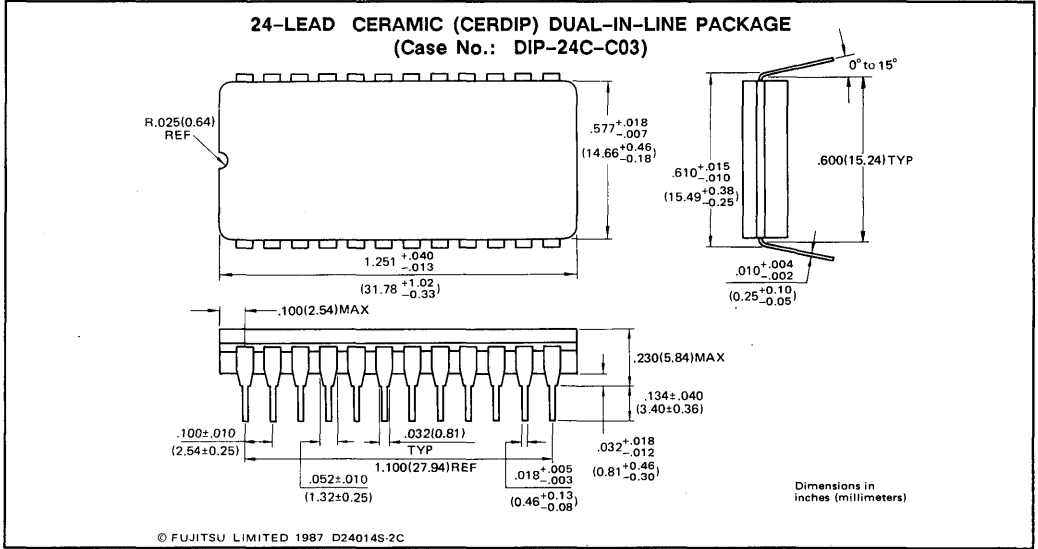 24-LEAD CERAMIC (CERDIP) DUAL-IN-LINE PACKAGE
(Case No.: DIP-24C-C03)
R.025(0.64)
REF
.577+.018
-.007
(14.66+0.46
-0.18)
.610+.015
-.010
(15.49+0.38
-0.25)
0° to 15°
.600(15.24) TYP
1.251 +.040
-.013
(31.78 +1.02
-0.33)
.010+.004
-.002
(0.25+0.10
-0.05)
.100(2.54)MAX
.230(5.84)MAX
.134±.040
(3.40±0.36)
.100±.010
(2.54±0.25)
.032(0.81)
TYP
1.100(27.94)REF
.032+.018
-.012
(0.81+0.46
-0.30)
.052±.010
(1.32±0.25)
.018+.005
-.003
(0.46+0.13
-0.08)
Dimensions in
inches (millimeters)
© FUJITSU LIMITED 1987 D24014S-2C